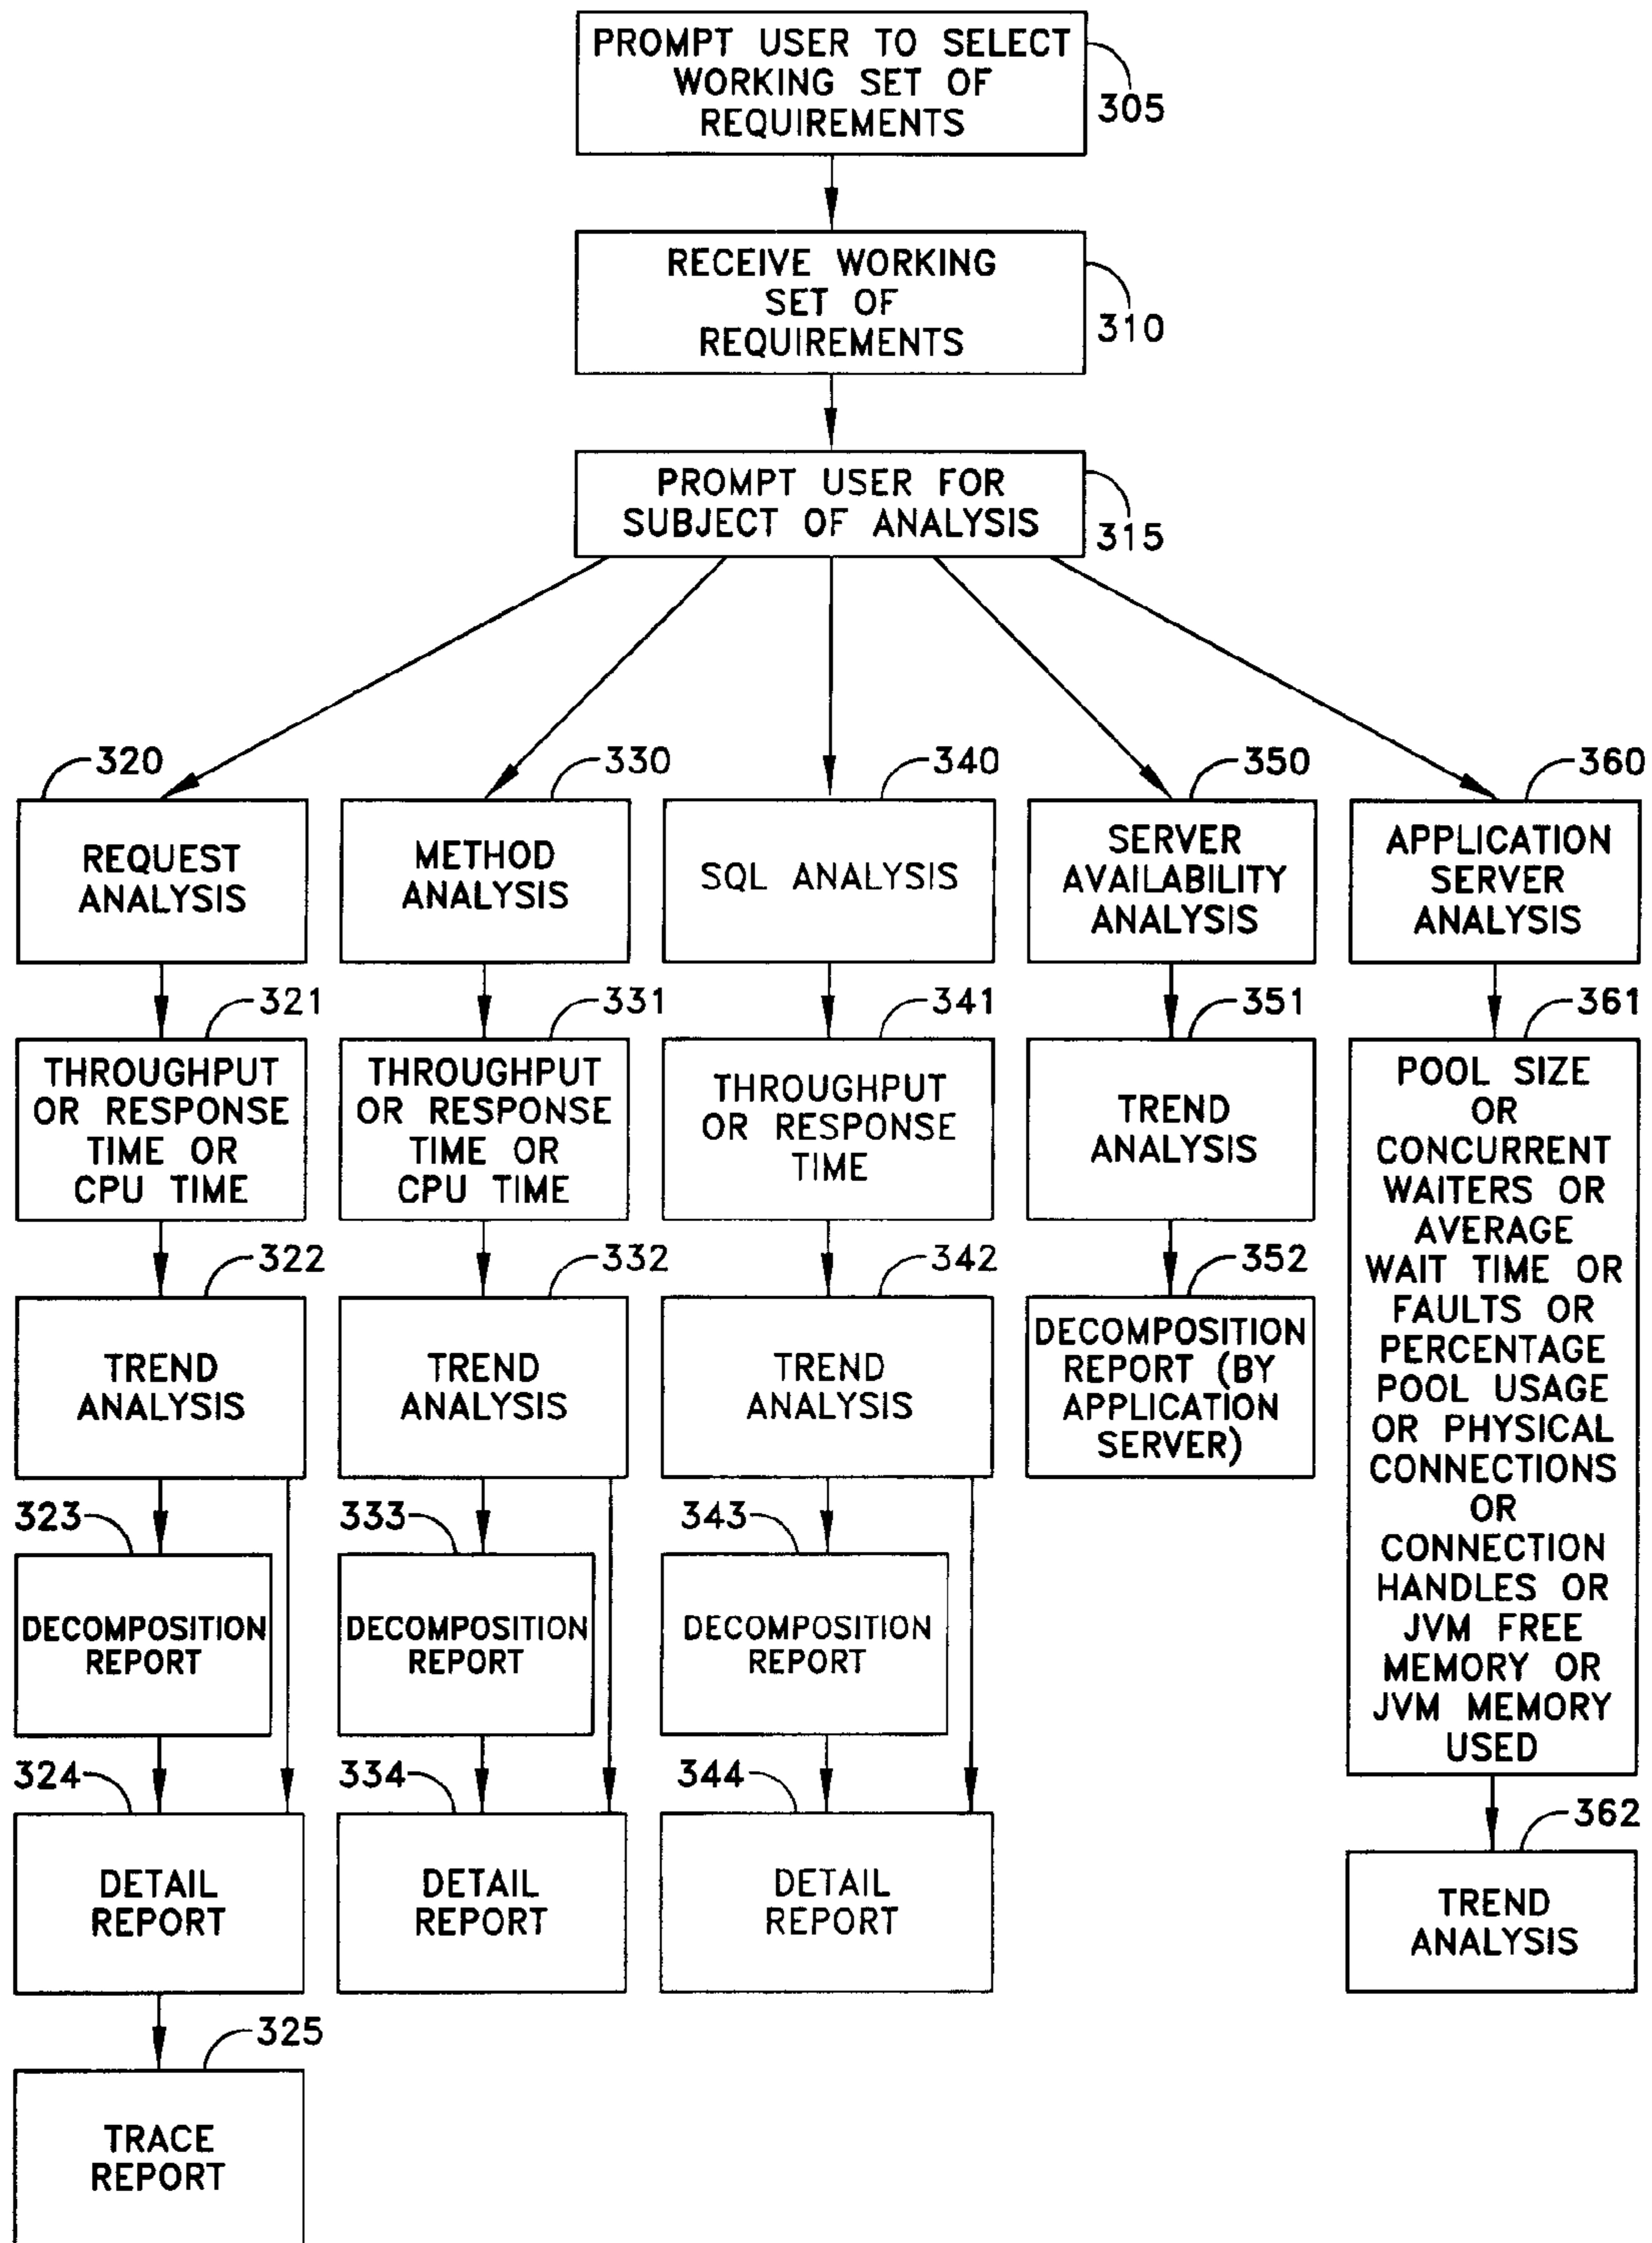 PROMPT USER TO SELECT
WORKING SET OF
REQUIREMENTS
305
RECEIVE WORKING
SET OF
REQUIREMENTS
310
PROMPT USER FOR
SUBJECT OF ANALYSIS
315
320
REQUEST
ANALYSIS
330
METHOD
ANALYSIS
340
SQL ANALYSIS
350
SERVER
AVAILABILITY
ANALYSIS
360
APPLICATION
SERVER
ANALYSIS
321
THROUGHPUT
OR RESPONSE
TIME OR
CPU TIME
331
THROUGHPUT
OR RESPONSE
TIME OR
CPU TIME
341
THROUGHPUT
OR RESPONSE
TIME
351
TREND
ANALYSIS
361
POOL SIZE
OR
CONCURRENT
WAITERS OR
AVERAGE
WAIT TIME OR
FAULTS OR
PERCENTAGE
POOL USAGE
OR PHYSICAL
CONNECTIONS
OR
CONNECTION
HANDLES OR
JVM FREE
MEMORY OR
JVM MEMORY
USED
322
TREND
ANALYSIS
332
TREND
ANALYSIS
342
TREND
ANALYSIS
352
DECOMPOSITION
REPORT (BY
APPLICATION
SERVER)
323
DECOMPOSITION
REPORT
333
DECOMPOSITION
REPORT
343
DECOMPOSITION
REPORT
324
DETAIL
REPORT
334
DETAIL
REPORT
344
DETAIL
REPORT
362
TREND
ANALYSIS
325
TRACE
REPORT